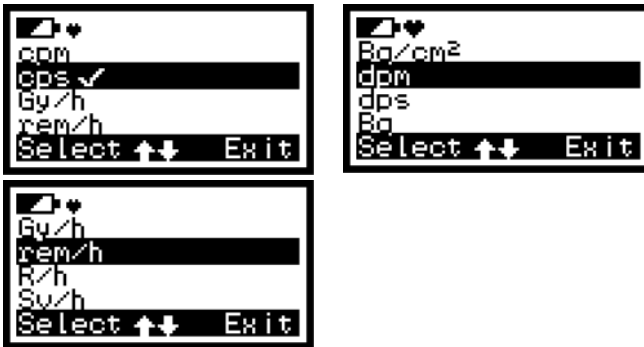 cpm
cps ✓
Gy/h
rem/h
Select ↑↓ Exit
Bq/cm²
dpm
dps
Bq
Select ↑↓ Exit
Gy/h
rem/h
R/h
Sv/h
Select ↑↓ Exit